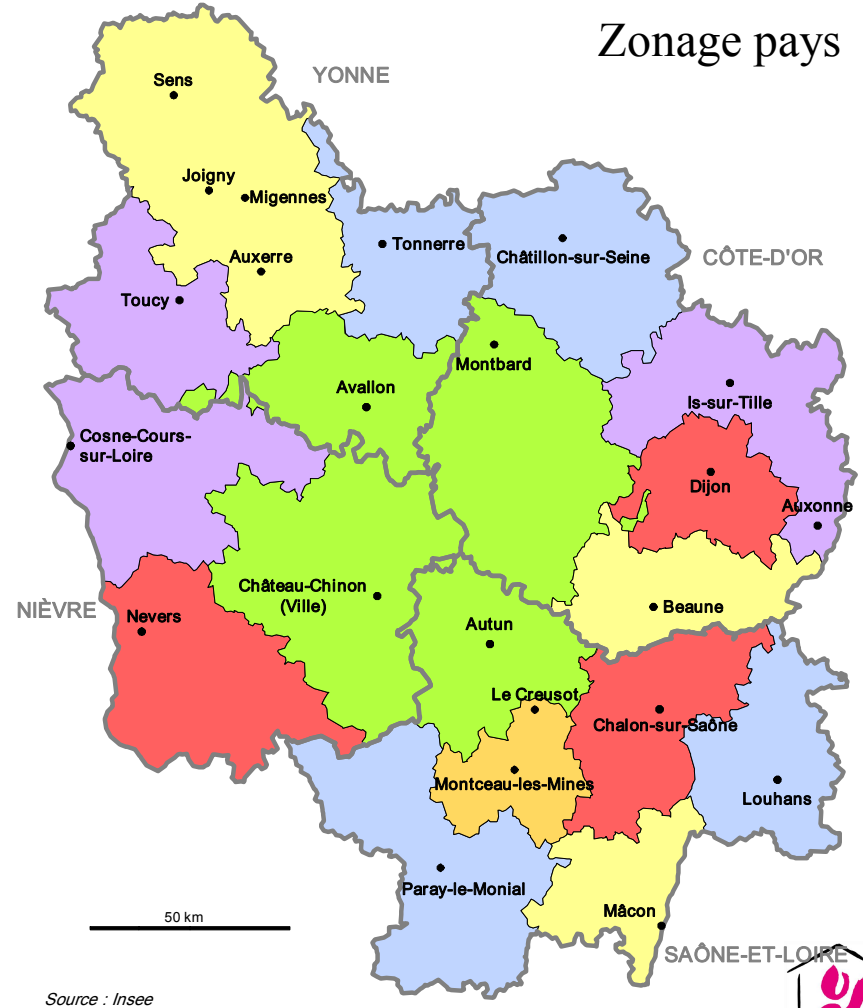 Zonage pays
YONNE
Sens
Joigny
Migennes
Auxerre
Tonnerre
Châtillon-sur-Seine
CÔTE-D'OR
Toucy
Montbard
Avallon
Is-sur-Tille
Cosne-Cours-
sur-Loire
Dijon
Auxonne
Château-Chinon
(Ville)
NIÈVRE
Nevers
Beaune
Autun
Le Creusot
Chalon-sur-Saône
Montceau-les-Mines
Louhans
Paray-le-Monial
Mâcon
50 km
SAÔNE-ET-LOIRE
Source : Insee